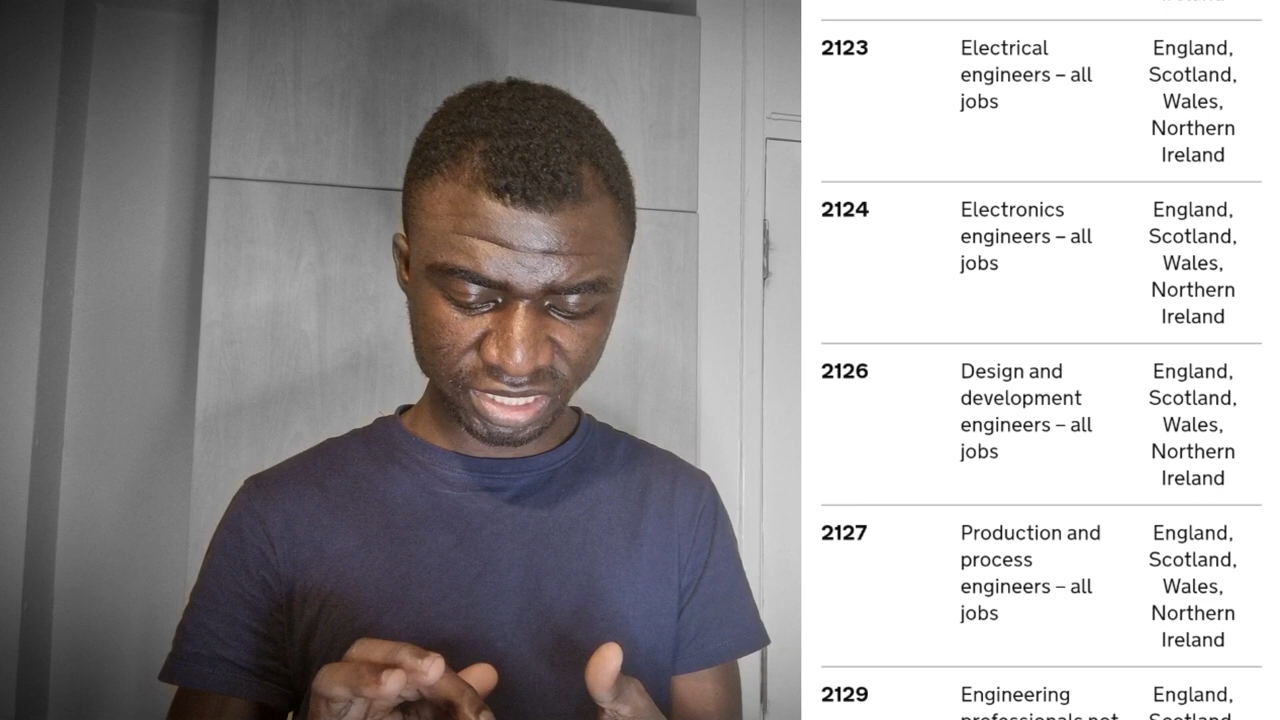 2123 Electrical England,
engineers – all Scotland,
jobs Wales,
Northern
Ireland
2124 Electronics England,
engineers – all Scotland,
jobs Wales,
Northern
Ireland
2126 Design and England,
development Scotland,
engineers – all Wales,
jobs Northern
Ireland
2127 Production and England,
process Scotland,
engineers – all Wales,
jobs Northern
Ireland
2129 Engineering England,